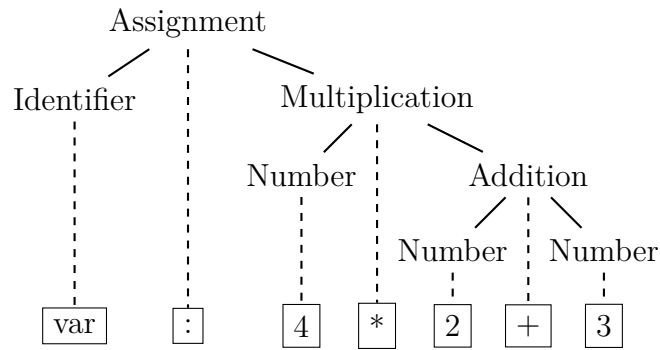 Assignment
Identifier
Multiplication
Number
Addition
Number Number
var : 4 * 2 + 3